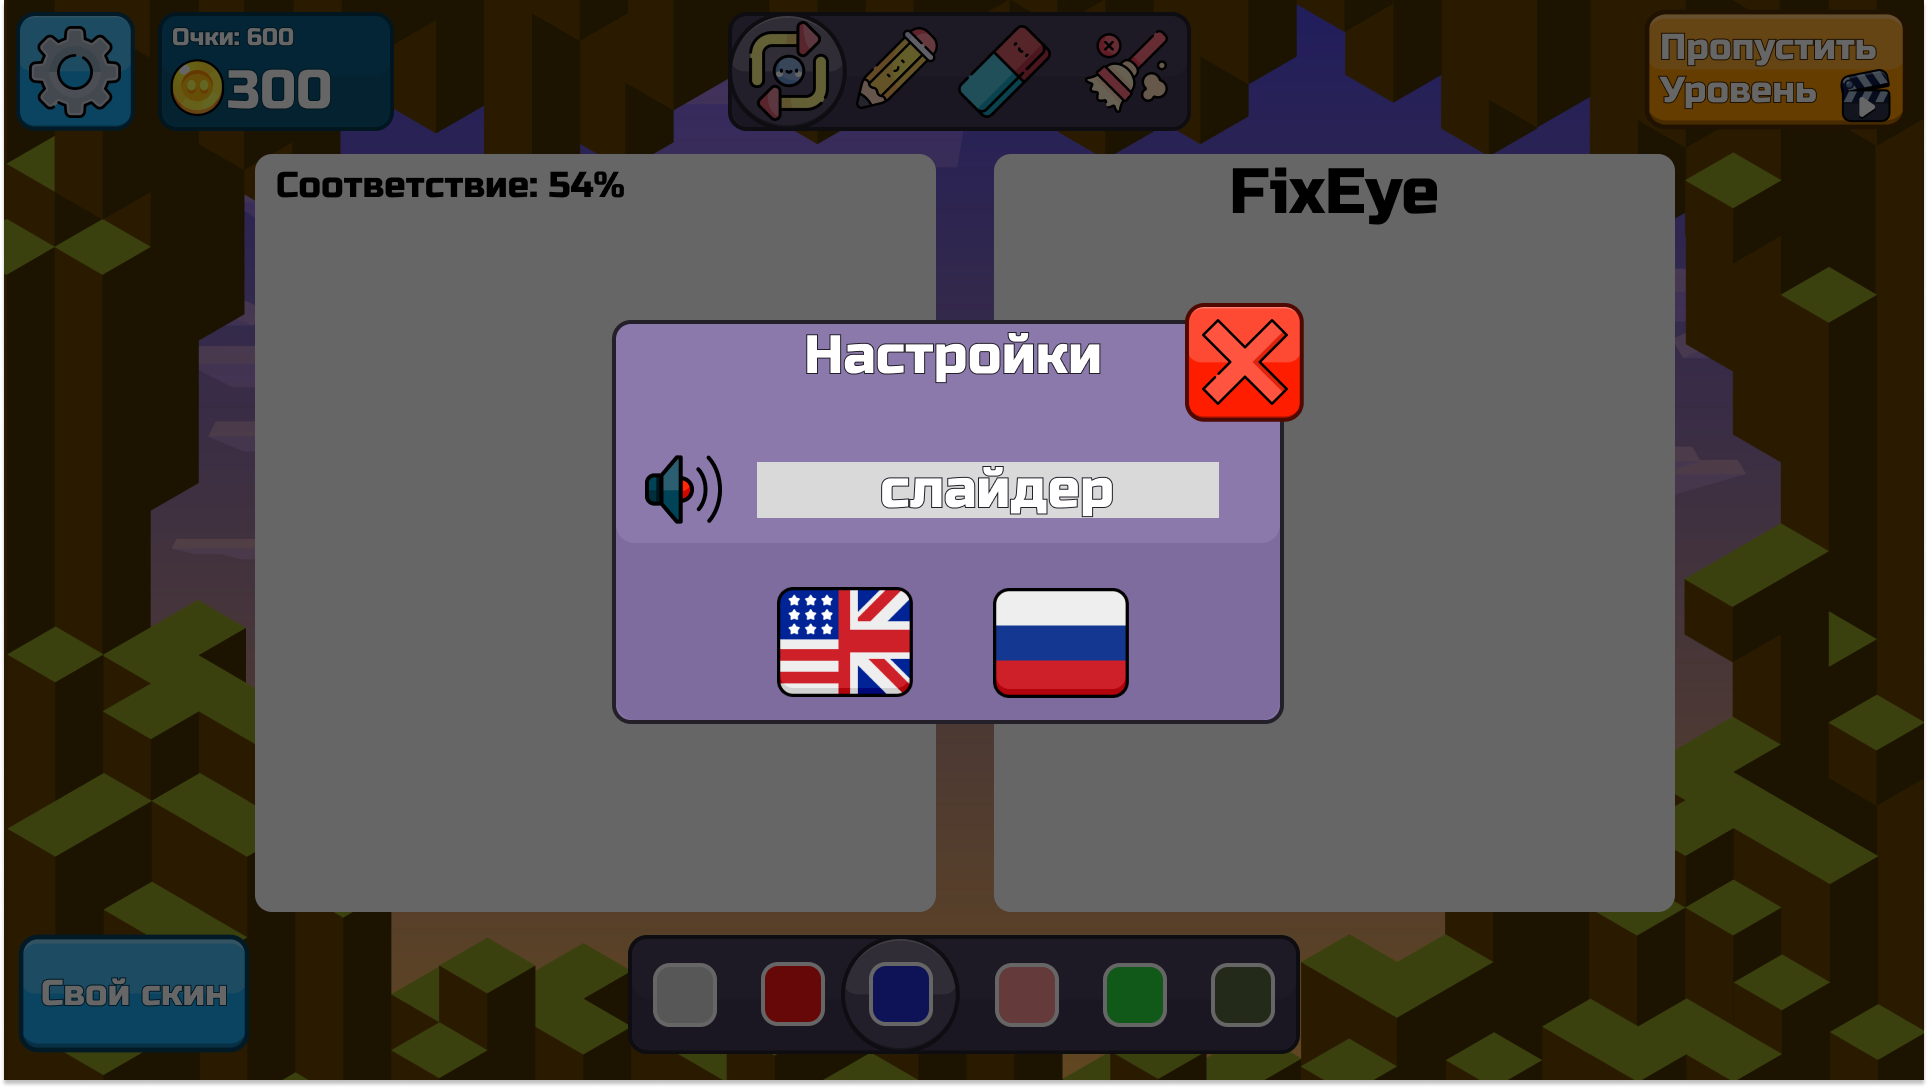 Очки: 600
300
Пропустить
Уровень
Соответствие: 54%
FixEye
Настройки
слайдер
Свой скин